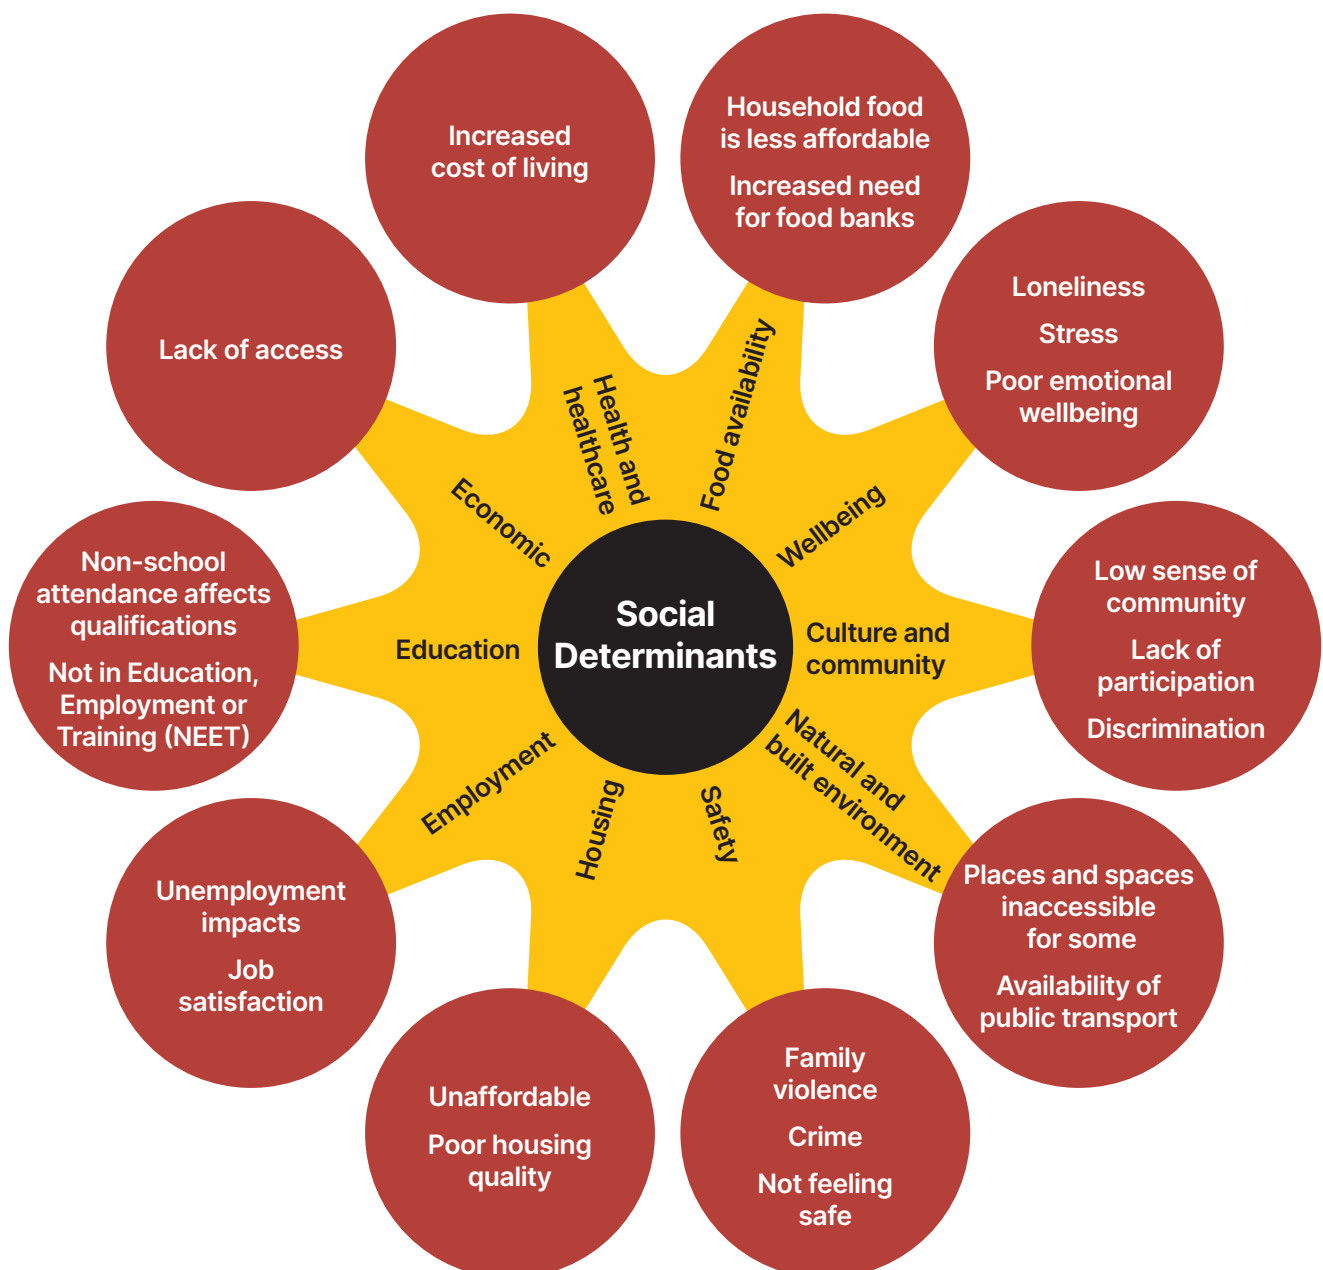 Increased
cost of living
Household food
is less affordable
Increased need
for food banks
Loneliness
Stress
Poor emotional
wellbeing
Low sense of
community
Lack of
participation
Discrimination
Places and spaces
inaccessible
for some
Availability of
public transport
Family
violence
Crime
Not feeling
safe
Unaffordable
Poor housing
quality
Unemployment
impacts
Job
satisfaction
Non-school
attendance affects
qualifications
Not in Education,
Employment or
Training (NEET)
Lack of access
Health and
healthcare
Food availability
Wellbeing
Culture and
community
Natural and
built environment
Safety
Housing
Employment
Education
Economic
Social
Determinants